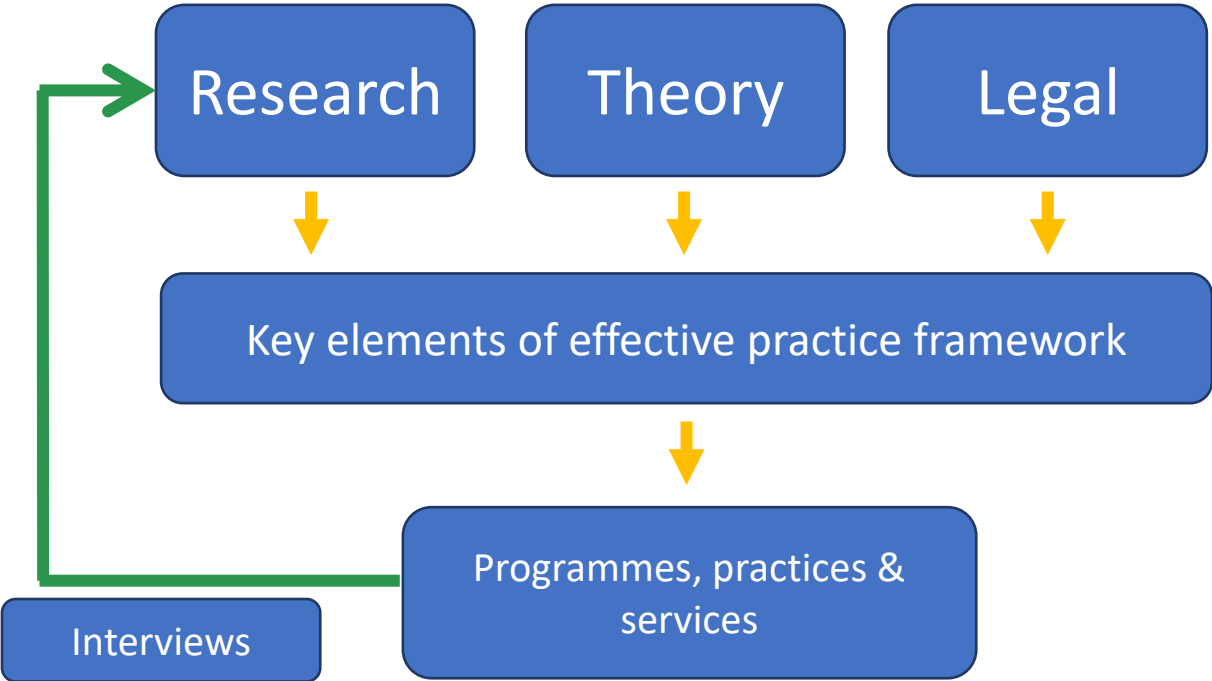 Research
Theory
Legal
Key elements of effective practice framework
Programmes, practices &
services
Interviews